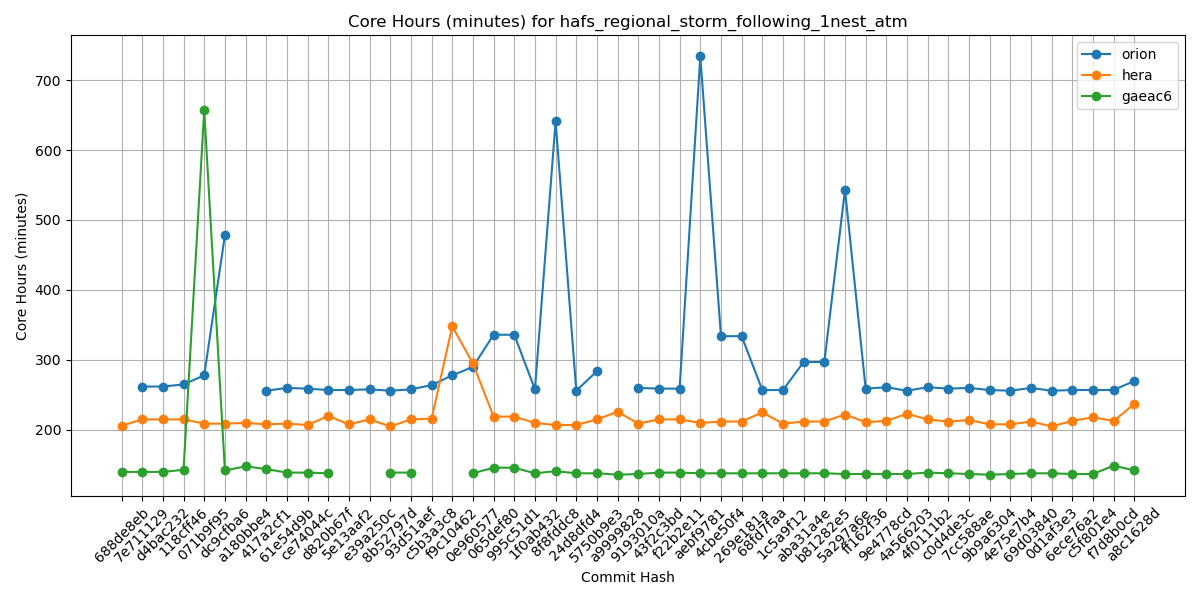 Core Hours (minutes) for hafs_regional_storm_following_1nest_atm
orion
hera
gaeac6
Core Hours (minutes)
700
600
500
400
300
200
688de8eb
7e711129
d4bac232
118cff46
071b9f95
dc9cfba6
a180bbe4
417a2cf1
61e54d9b
ce74044c
d820b67f
5e13aaf2
e39a250c
8b52797d
93d51aef
c5b3a3c8
f9c10462
0e960577
065def80
995c51d1
1f0ab432
8f8fddc8
24d8dfd4
5750b9e3
a9999828
9193010a
43f253bd
f22b2e11
aebf9781
4cbe50f4
269e181a
68fd7faa
1c5a9f12
aba31a4e
b81282e5
5a297a6e
ff162f36
9e4778cd
4a566203
4f011b2
c0d4de3c
7cc588ae
9b9a6304
4e75e7b4
69d03840
0d1af3e3
6ece76a2
c5f801e4
f7d8b0cd
a8c1628d
Commit Hash